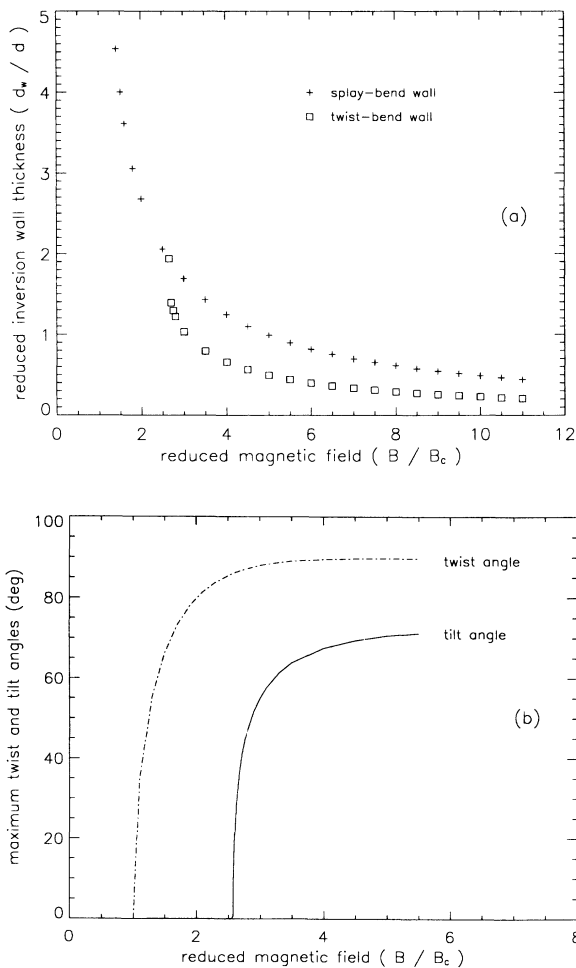 5
4
3
2
1
0
reduced inversion wall thickness ( d_w / d )
+ splay-bend wall
□ twist-bend wall
(a)
0 2 4 6 8 10 12
reduced magnetic field ( B / B_c )
100
80
60
40
20
0
maximum twist and tilt angles (deg)
twist angle
tilt angle
(b)
0 2 4 6 8
reduced magnetic field ( B / B_c )